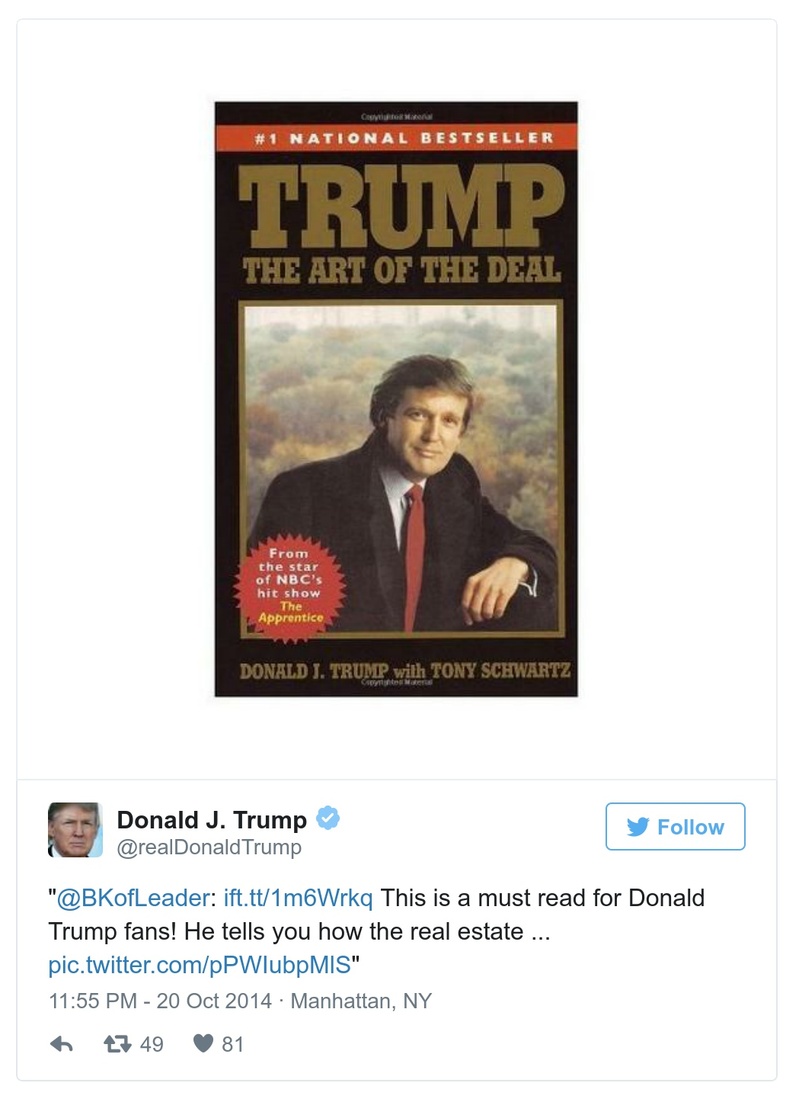 Copyrighted Material
#1 NATIONAL BESTSELLER
TRUMP
THE ART OF THE DEAL
From
the star
of NBC's
hit show
The
Apprentice
DONALD J. TRUMP with TONY SCHWARTZ
Copyrighted Material
Donald J. Trump
@realDonaldTrump
Follow
"@BKofLeader: ift.tt/1m6Wrkq This is a must read for Donald
Trump fans! He tells you how the real estate ...
pic.twitter.com/pPWIubpMlS"
11:55 PM - 20 Oct 2014 · Manhattan, NY
49 81